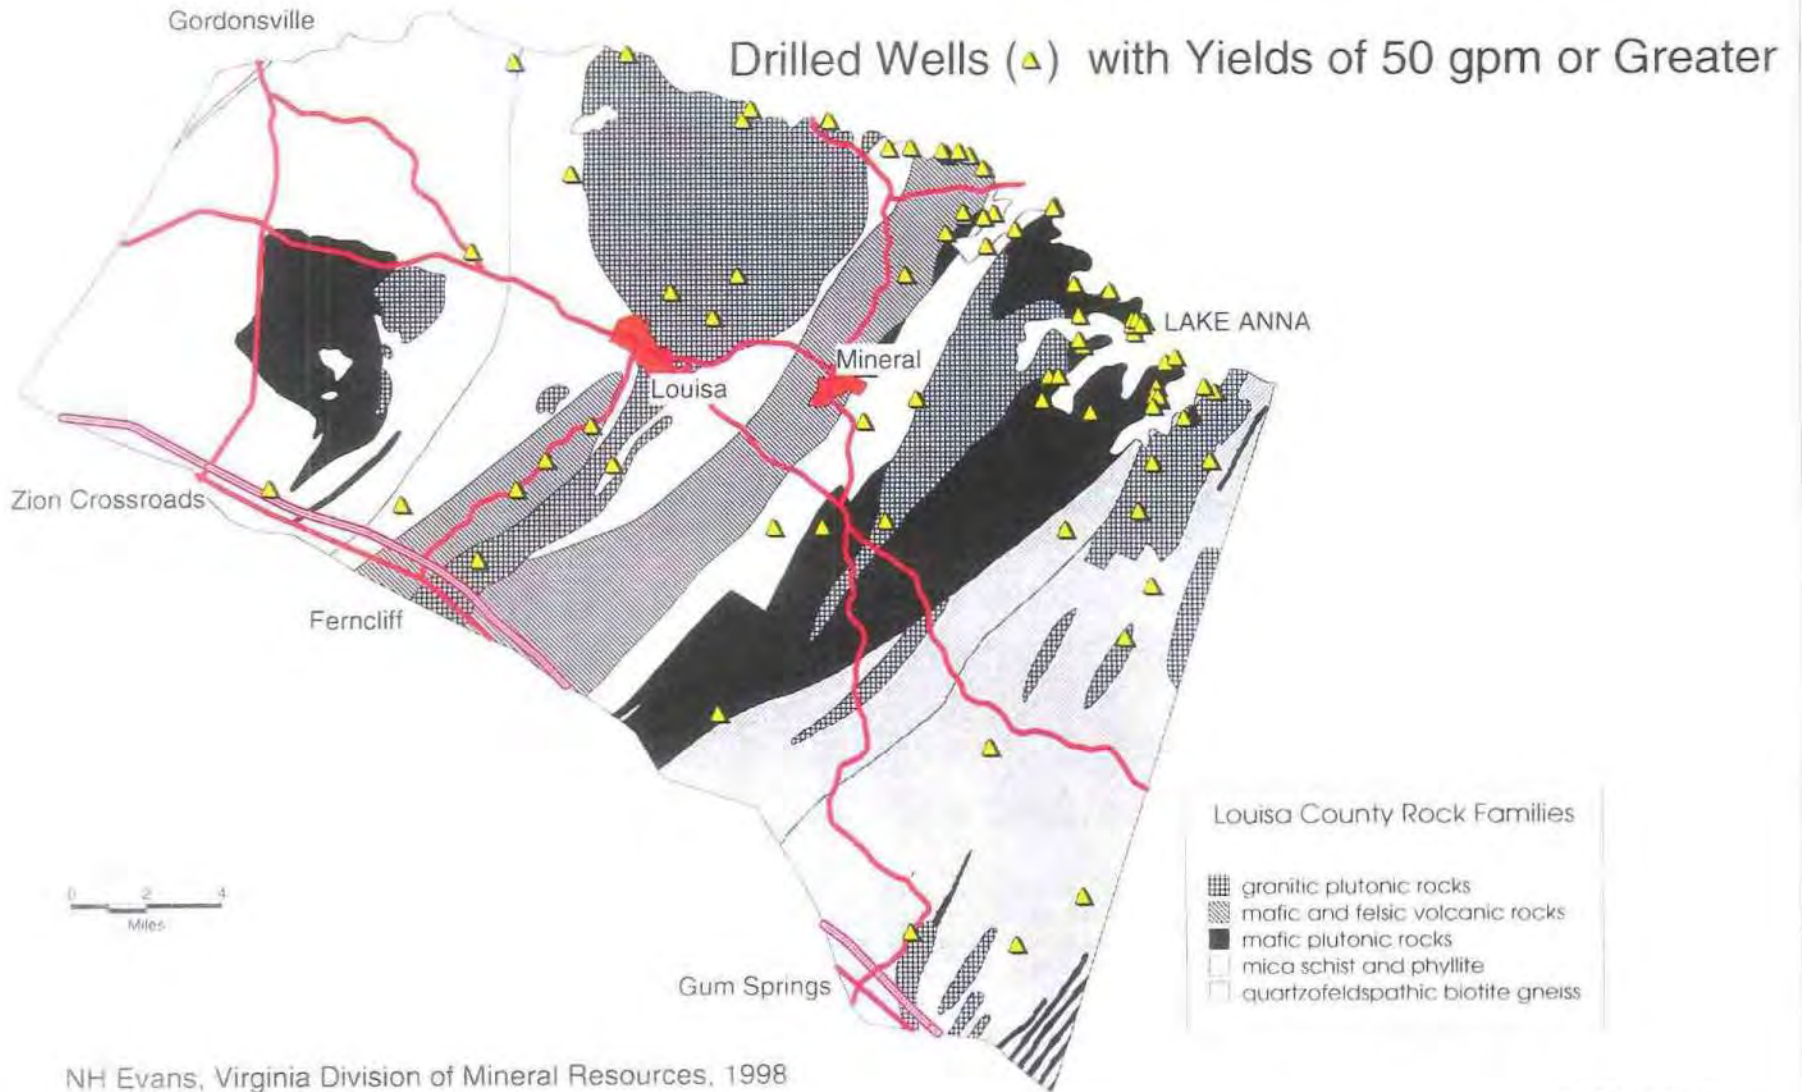 Gordonsville
Drilled Wells ( ) with Yields of 50 gpm or Greater
LAKE ANNA
Mineral
Louisa
Zion Crossroads
Ferncliff
Louisa County Rock Families
granitic plutonic rocks
mafic and felsic volcanic rocks
mafic plutonic rocks
mica schist and phyllite
quartzofeldspathic biotite gneiss
0 2 4
Miles
Gum Springs
NH Evans, Virginia Division of Mineral Resources, 1998